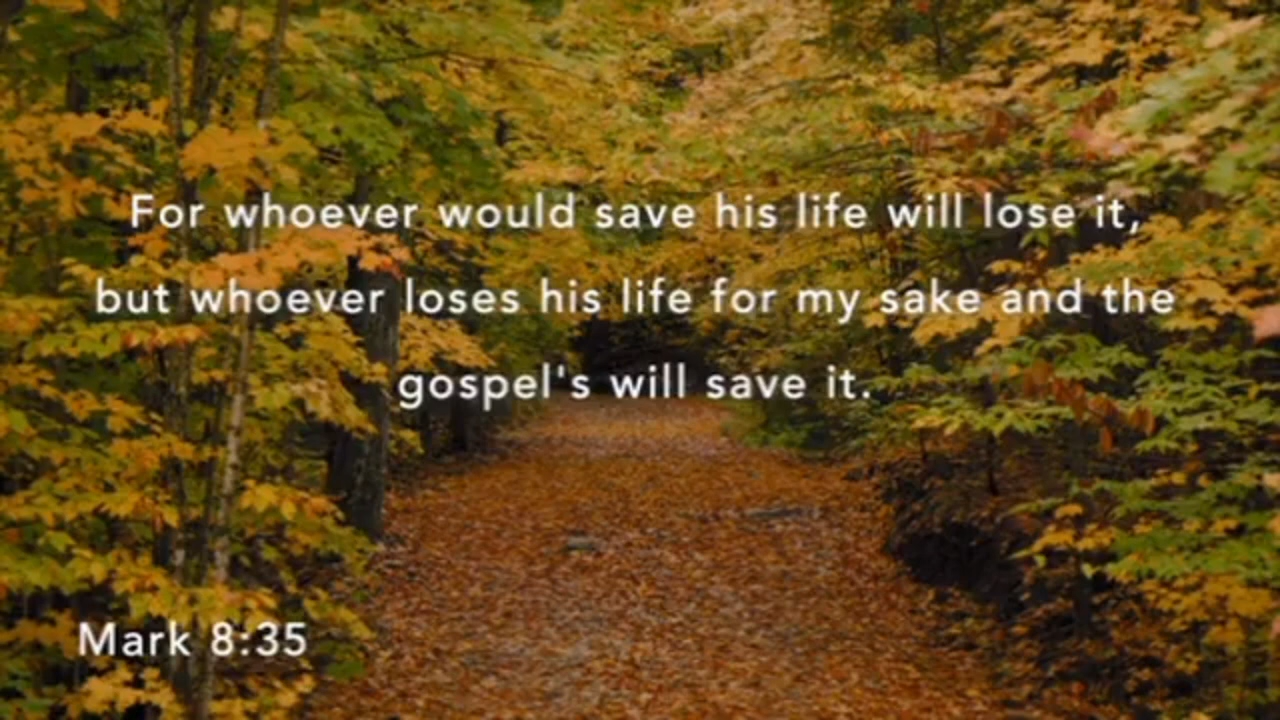 For whoever would save his life will lose it,
but whoever loses his life for my sake and the
gospel's will save it.
Mark 8:35